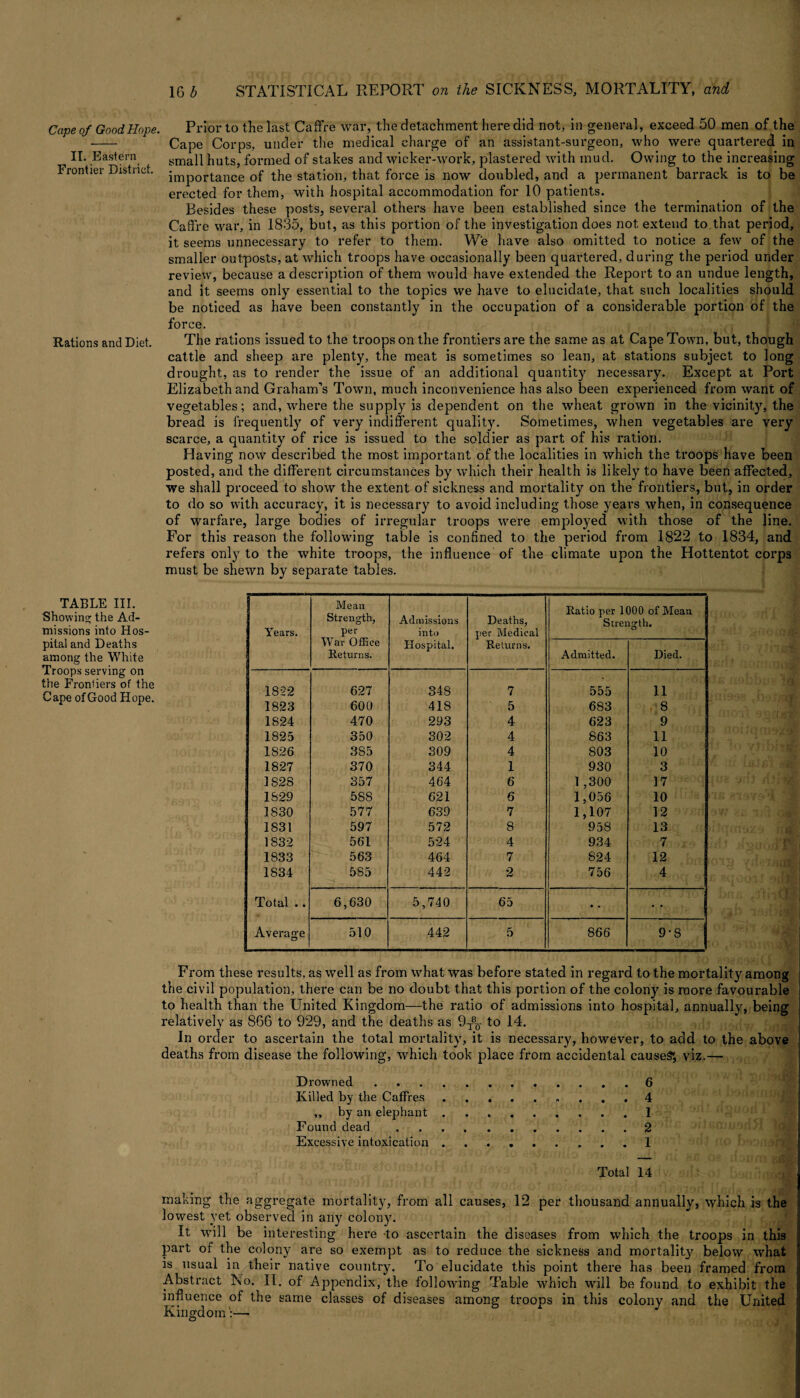 16 b STATISTICAL REPORT on the SICKNESS, MORTALITY, and
Cape of Good Hope.
II. Eastern
Frontier District.
Prior to the last Caffre war, the detachment here did not, in general, exceed 50 men of the
Cape Corps, under the medical charge of an assistant-surgeon, who were quartered in
small huts, formed of stakes and wicker-work, plastered with mud. Owing to the increasing
importance of the station, that force is now doubled, and a permanent barrack is to be
erected for them, with hospital accommodation for 10 patients.
Besides these posts, several others have been established since the termination of the
Caffre war, in 1835, but, as this portion of the investigation does not extend to that period,
it seems unnecessary to refer to them. We have also omitted to notice a few of the
smaller outposts, at which troops have occasionally been quartered, during the period under
review, because a description of them would have extended the Report to an undue length,
and it seems only essential to the topics we have to elucidate, that such localities should
be noticed as have been constantly in the occupation of a considerable portion of the
force.
Rations and Diet.
The rations issued to the troops on the frontiers are the same as at Cape Town, but, though
cattle and sheep are plenty, the meat is sometimes so lean, at stations subject to long
drought, as to render the issue of an additional quantity necessary. Except at Port
Elizabeth and Graham's Town, much inconvenience has also been experienced from want of
vegetables; and, where the supply is dependent on the wheat grown in the vicinity, the
bread is frequently of very indifferent quality. Sometimes, when vegetables are very
scarce, a quantity of rice is issued to the soldier as part of his ration.
Having now described the most important of the localities in which the troops have been
posted, and the different circumstances by which their health is likely to have been affected,
we shall proceed to show the extent of sickness and mortality on the frontiers, but, in order
to do so with accuracy, it is necessary to avoid including those years when, in consequence
of warfare, large bodies of irregular troops were employed with those of the line.
For this reason the following table is confined to the period from 1822 to 1834, and
refers only to the white troops, the influence of the climate upon the Hottentot corps
must be shewn by separate tables.
TABLE III.
Showing the Ad-
missions into Hos-
pital and Deaths
among the White
Troops serving on
the Frontiers of the
Cape of Good Hope.
Years. Mean Strength, per War Office Returns. Admissions into Hospital. Deaths, per Medical Returns. Ratio per 1000 of Mean Strength.
Admitted. Died.
1822 627 348 7 555 11
1823 600 418 5 683 8
1824 470 293 4 623 9
1825 350 302 4 863 11
1826 385 309 4 803 10
1827 370 344 1 930 3
1828 357 464 6 1,300 17
1829 588 621 6 1,056 10
1830 577 639 7 1,107 12
1831 597 572 8 958 13
1832 561 524 4 934 7
1833 563 464 7 824 12
1834 585 442 2 756 4
Total .. 6,630 5,740 65 .. ..
Average 510 442 5 866 9·8
From these results, as well as from what was before stated in regard to the mortality among
the civil population, there can be no doubt that this portion of the colony is more favourable
to health than the United Kingdom—the ratio of admissions into hospital, annually, being
relatively as 866 to 929, and the deaths as 9 8/10 to 14.
In order to ascertain the total mortality, it is necessary, however, to add to the above
deaths from disease the following, which took place from accidental causes, viz.—
Drowned . . . . . . . . . . . . 6
Killed by the Caffres . . . . . . . . . 4
„ by an elephant . . . . . . . . . 1
Found dead . . . . . . . . . . . 2
Excessive intoxication . . . . . . . . . 1
Total 14
making the aggregate mortality, from all causes, 12 per thousand annually, which is the
lowest yet observed in any colony.
It will be interesting here to ascertain the diseases from which the troops in this
part of the colony are so exempt as to reduce the sickness and mortality below what
is usual in their native country. To elucidate this point there has been framed from
Abstract No. II. of Appendix, the following Table which will be found to exhibit the
influence of the same classes of diseases among troops in this colony and the United
Kingdom:—